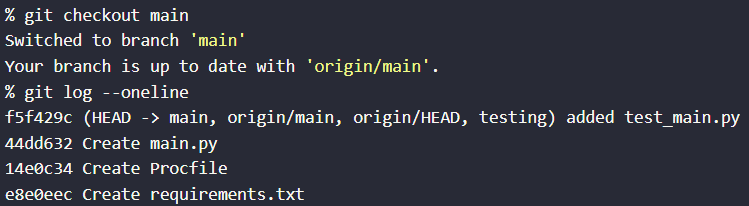 % git checkout main
Switched to branch 'main'
Your branch is up to date with 'origin/main'.
% git log --oneline
f5f429c (HEAD -> main, origin/main, origin/HEAD, testing) added test_main.py
44dd632 Create main.py
14e0c34 Create Procfile
e8e0eec Create requirements.txt